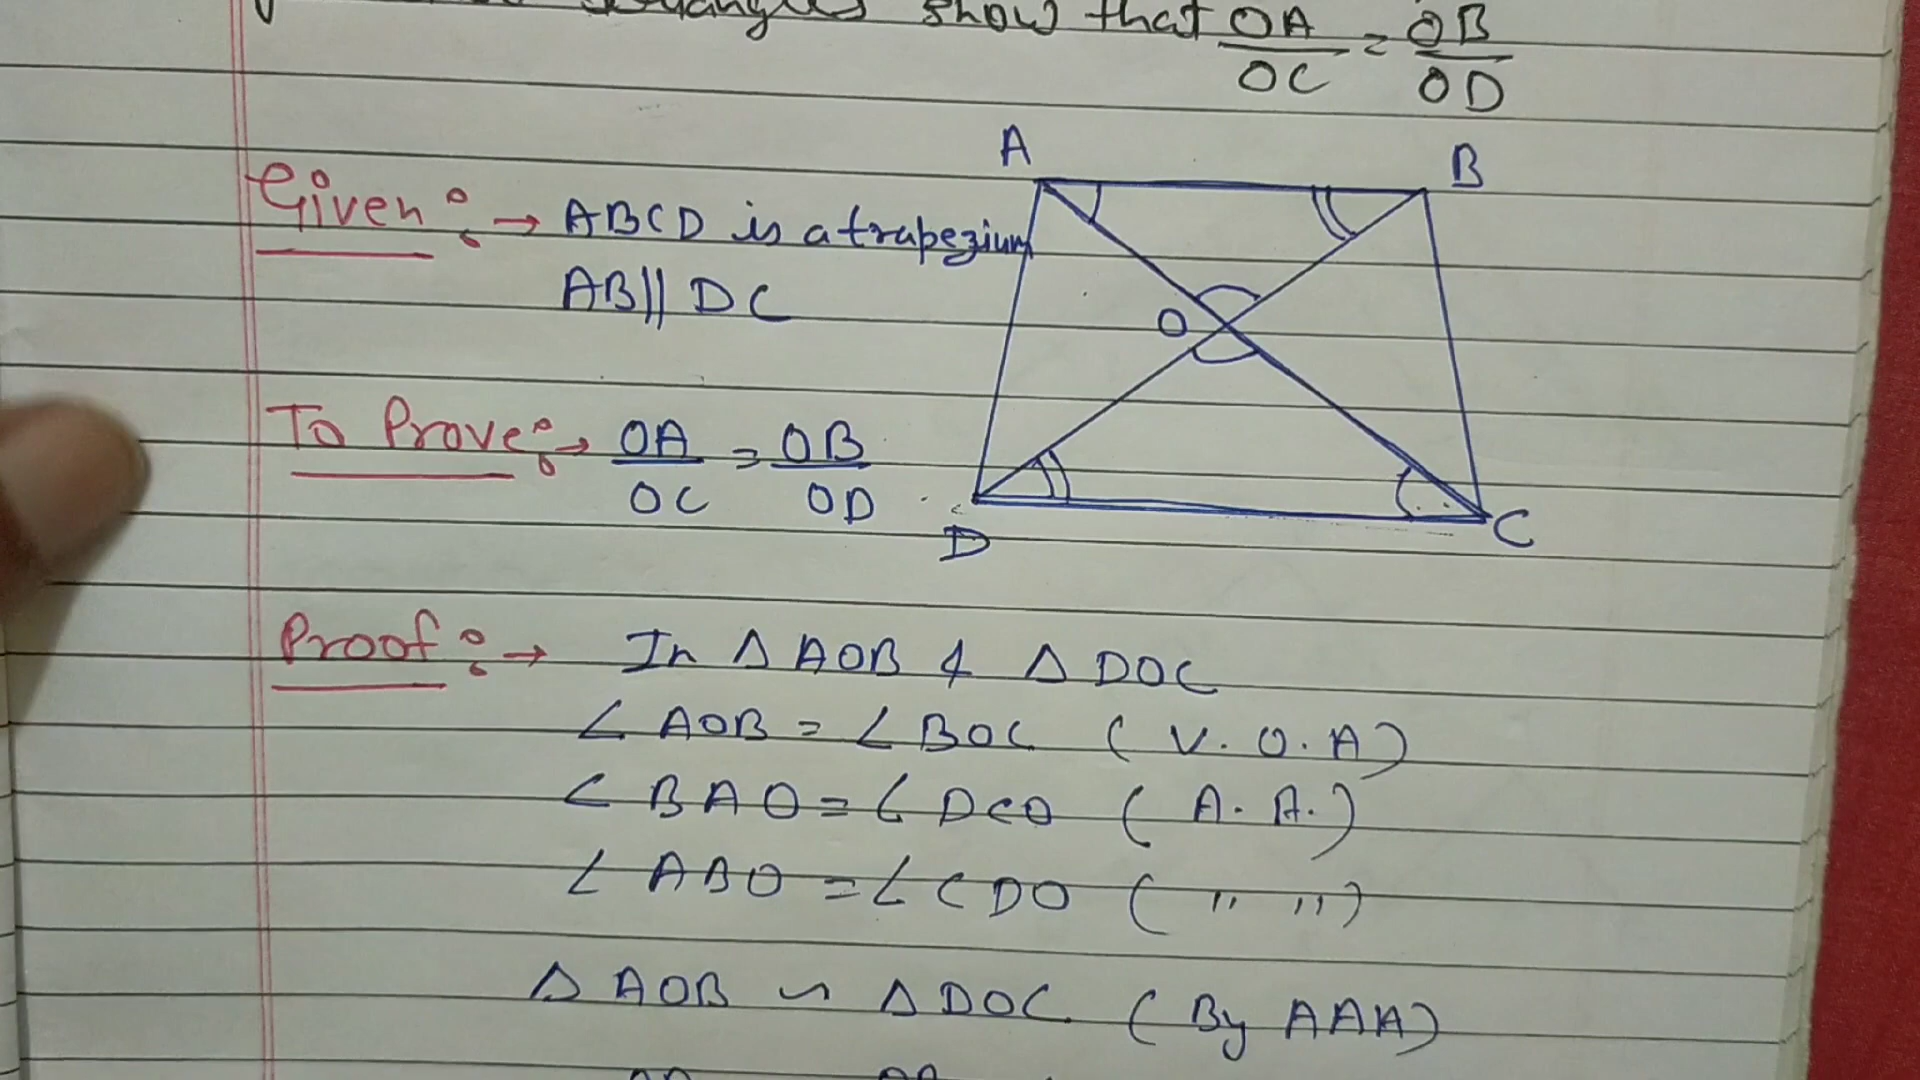 show that OA/OC = OB/OD
Given :→ ABCD is a trapezium
AB || DC
To Prove :→ OA/OC = OB/OD
A
B
O
D
C
Proof :→ In △ AOB & △ DOC
∠ AOB = ∠ BOC ( V. O. A )
∠ BAO = ∠ DCO ( A. A. )
∠ ABO = ∠ CDO ( " " )
△ AOB ~ △ DOC ( By AAA )